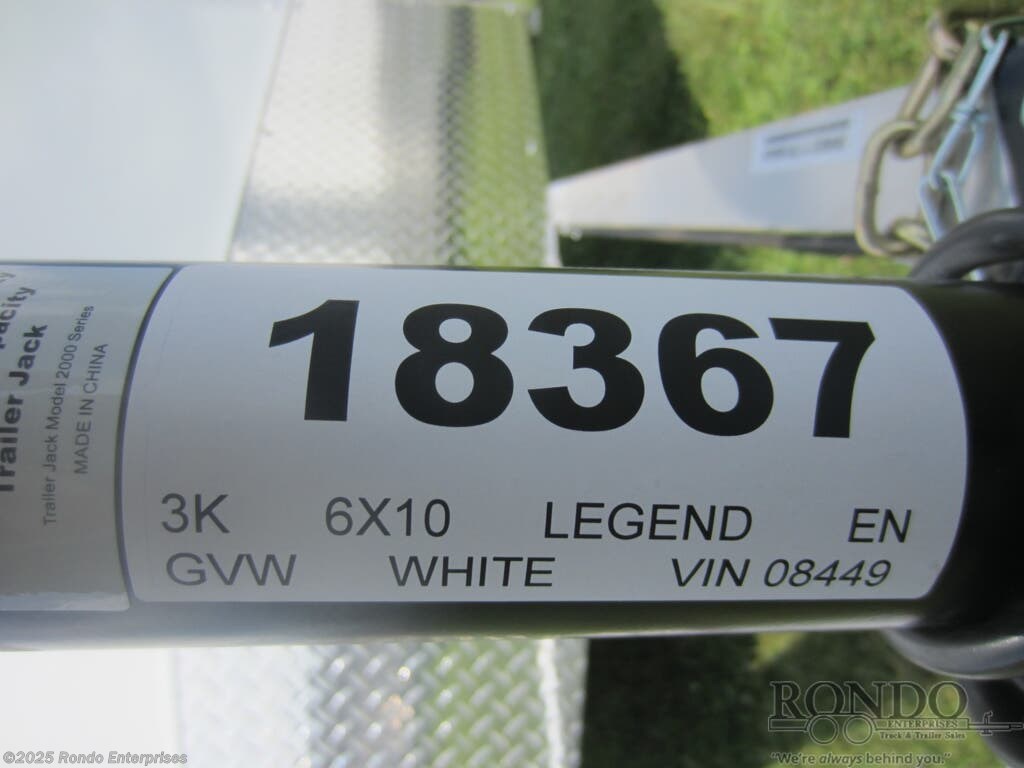 18367
3K 6X10 LEGEND EN
GVW WHITE VIN 08449
Trailer Jack
Trailer Jack Model 2000 Series
MADE IN CHINA
RONDO
ENTERPRISES
Truck & Trailer Sales
"We're always behind you."
©2025 Rondo Enterprises